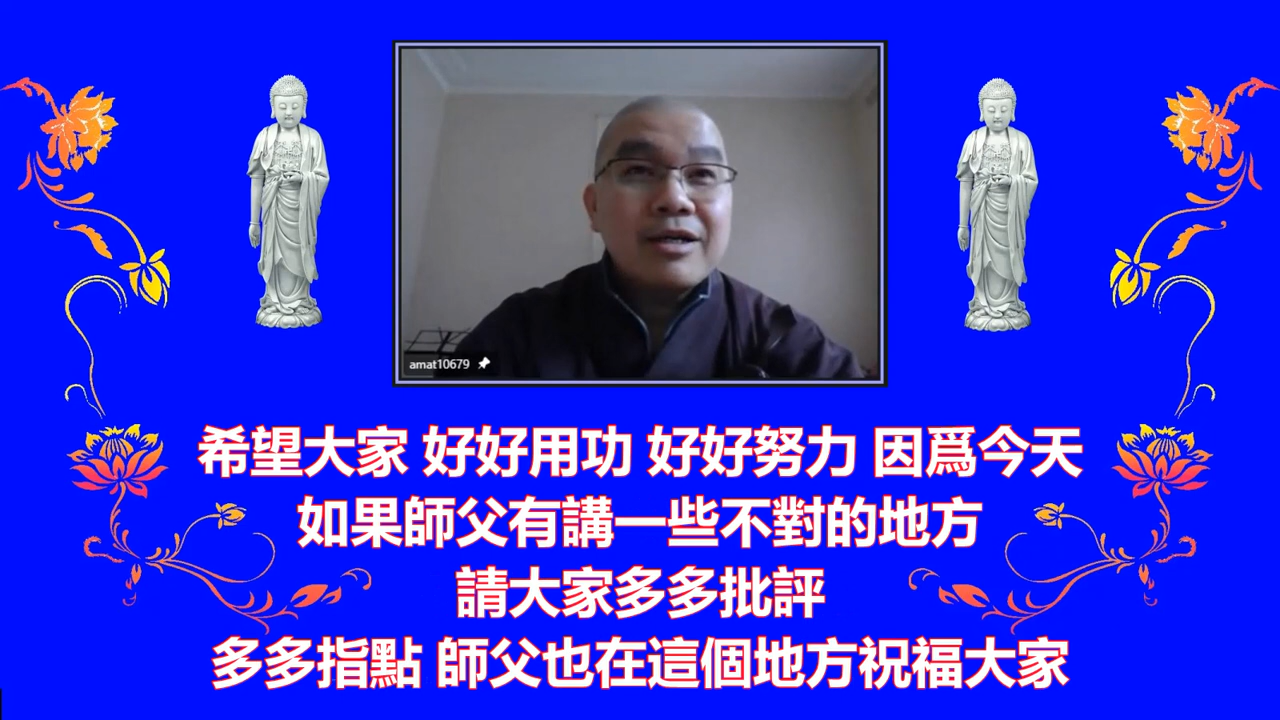 amat10679
希望大家 好好用功 好好努力 因爲今天
如果師父有講一些不對的地方
請大家多多批評
多多指點 師父也在這個地方祝福大家